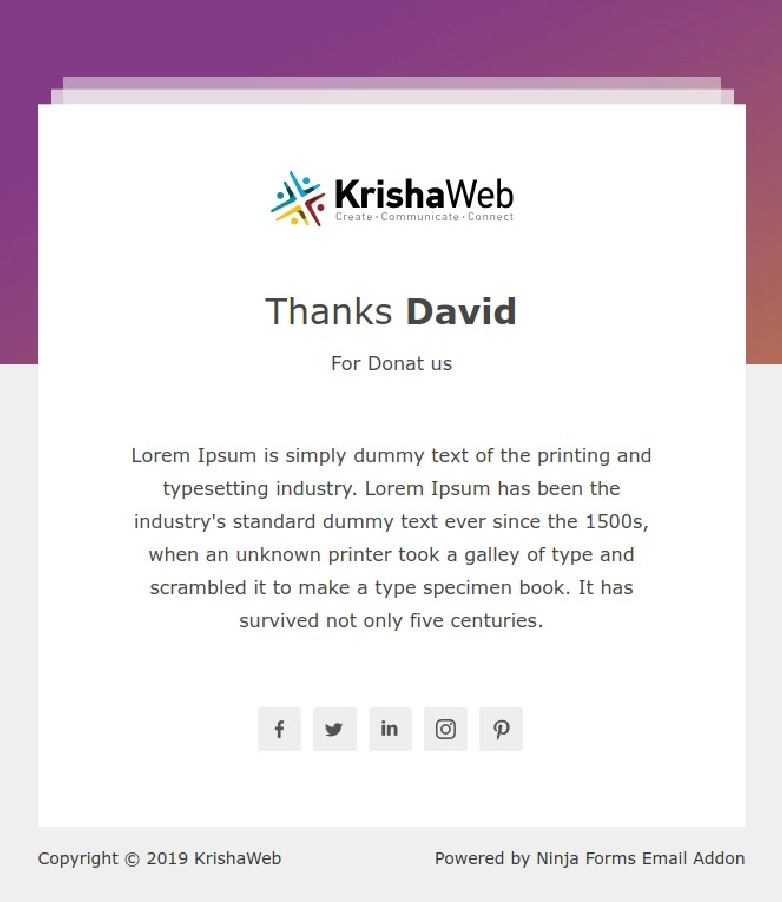 KrishaWeb
Create · Communicate · Connect
Thanks David
For Donat us
Lorem Ipsum is simply dummy text of the printing and
typesetting industry. Lorem Ipsum has been the
industry's standard dummy text ever since the 1500s,
when an unknown printer took a galley of type and
scrambled it to make a type specimen book. It has
survived not only five centuries.
Copyright © 2019 KrishaWeb
Powered by Ninja Forms Email Addon